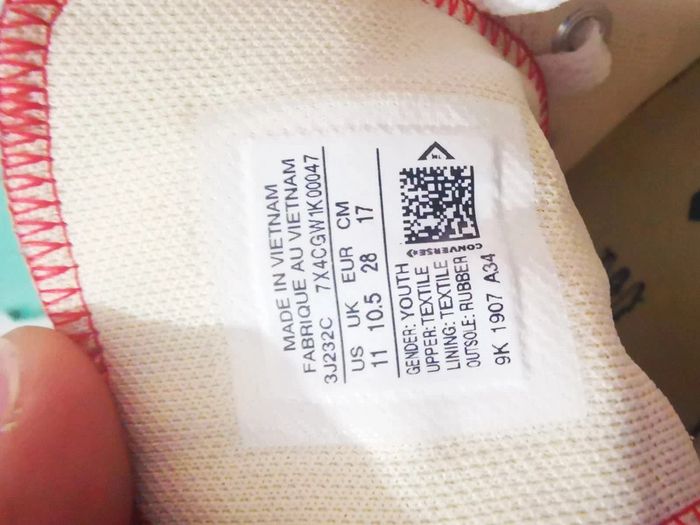 MADE IN VIETNAM
FABRIQUE AU VIETNAM
3J232C 7X4CGW1K00047
US UK EUR CM
11 10.5 28 17
CONVERSE
GENDER: YOUTH
UPPER: TEXTILE
LINING: TEXTILE
OUTSOLE: RUBBER
9K 1907 A34